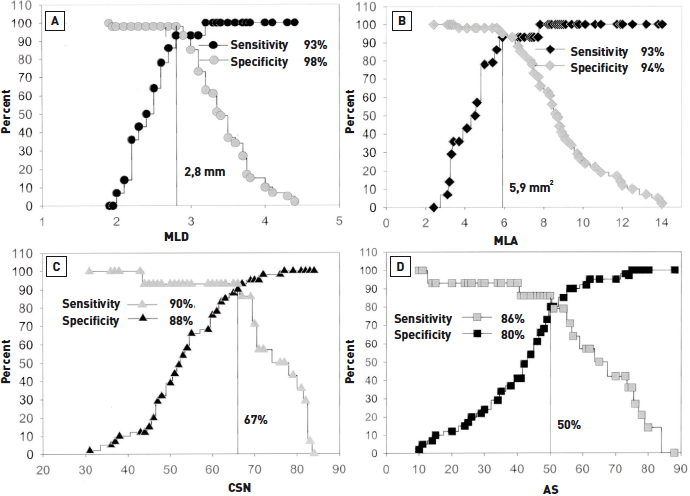 A
110
100
90
80
70
60
50
40
30
20
10
0
Percent
Sensitivity 93%
Specificity 98%
2,8 mm
1 2 3 4 5
MLD
B
110
100
90
80
70
60
50
40
30
20
10
0
Percent
Sensitivity 93%
Specificity 94%
5,9 mm²
0 2 4 6 8 10 12 14
MLA
C
110
100
90
80
70
60
50
40
30
20
10
0
Percent
Sensitivity 90%
Specificity 88%
67%
20 30 40 50 60 70 80 90
CSN
D
110
100
90
80
70
60
50
40
30
20
10
0
Percent
Sensitivity 86%
Specificity 80%
50%
0 10 20 30 40 50 60 70 80 90
AS